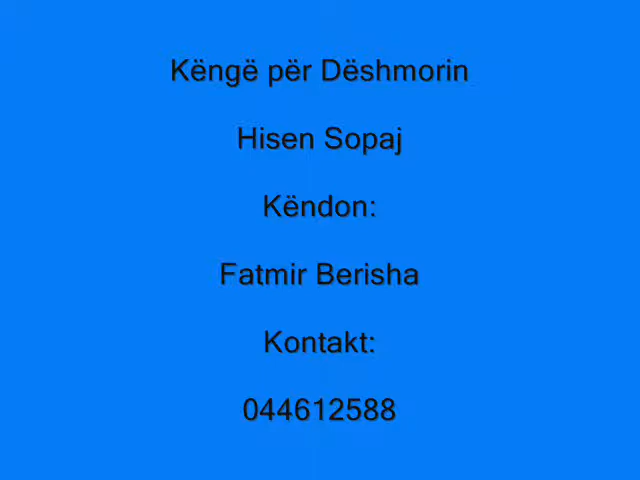 Këngë për Dëshmorin
Hisen Sopaj
Këndon:
Fatmir Berisha
Kontakt:
044612588